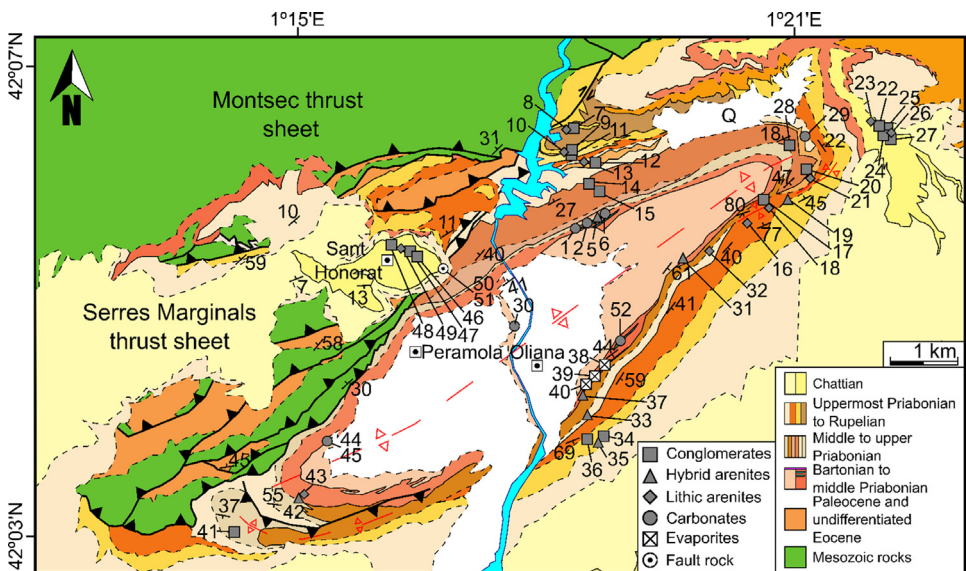 1°15'E
1°21'E
42°07'N
N
Montsec thrust
sheet
8
7
9
10
11
31
12
13
14
15
27
Q
28
18
29
22
23
22
25
26
27
24
47
20
21
45
19
17
18
80
77
16
10
11
59
Sant
Honorat
7
13
40
12
5
6
50
51
46
47
49
48
41
30
61
40
32
31
41
52
Serres Marginals
thrust sheet
58
30
Peramola
Oliana
38
44
39
40
59
37
33
34
35
36
69
44
45
45
43
55
42
37
41
42°03'N
1 km
Conglomerates
Hybrid arenites
Lithic arenites
Carbonates
Evaporites
Fault rock
Chattian
Uppermost Priabonian
to Rupelian
Middle to upper
Priabonian
Bartonian to
middle Priabonian
Paleocene and
undifferentiated
Eocene
Mesozoic rocks